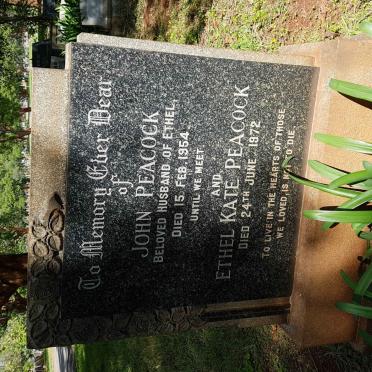 To Memory Ever Dear
of
JOHN PEACOCK
BELOVED HUSBAND OF ETHEL,
DIED 15. FEB. 1954.
UNTIL WE MEET.
AND
ETHEL KATE PEACOCK
DIED 24TH JUNE. 1972.
TO LIVE IN THE HEARTS OF THOSE
WE LOVED IS NOT TO DIE.